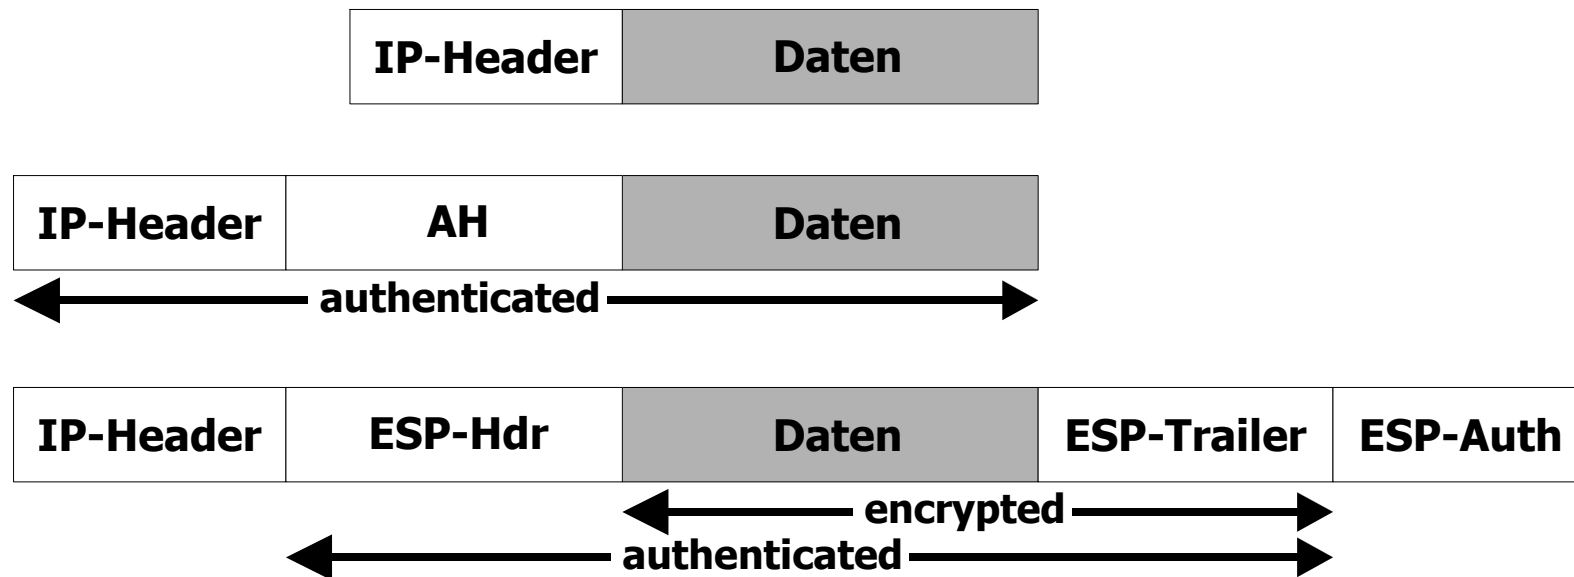 IP-Header Daten
IP-Header AH Daten
authenticated
IP-Header ESP-Hdr Daten ESP-Trailer ESP-Auth
encrypted
authenticated